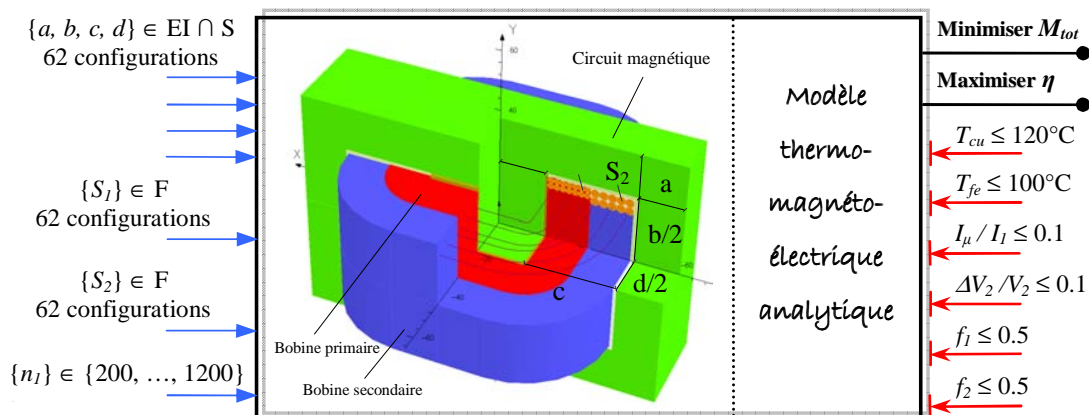 {a, b, c, d} ∈ EI ∩ S
62 configurations
{S₁} ∈ F
62 configurations
{S₂} ∈ F
62 configurations
{n₁} ∈ {200, …, 1200}
Circuit magnétique
Y
60
40
X
S₂
a
b/2
d/2
c
Bobine primaire
Bobine secondaire
Modèle
thermo-
magnéto-
électrique
analytique
Minimiser Mtot
Maximiser η
Tcu ≤ 120°C
Tfe ≤ 100°C
Iμ / I₁ ≤ 0.1
ΔV₂ /V₂ ≤ 0.1
f₁ ≤ 0.5
f₂ ≤ 0.5